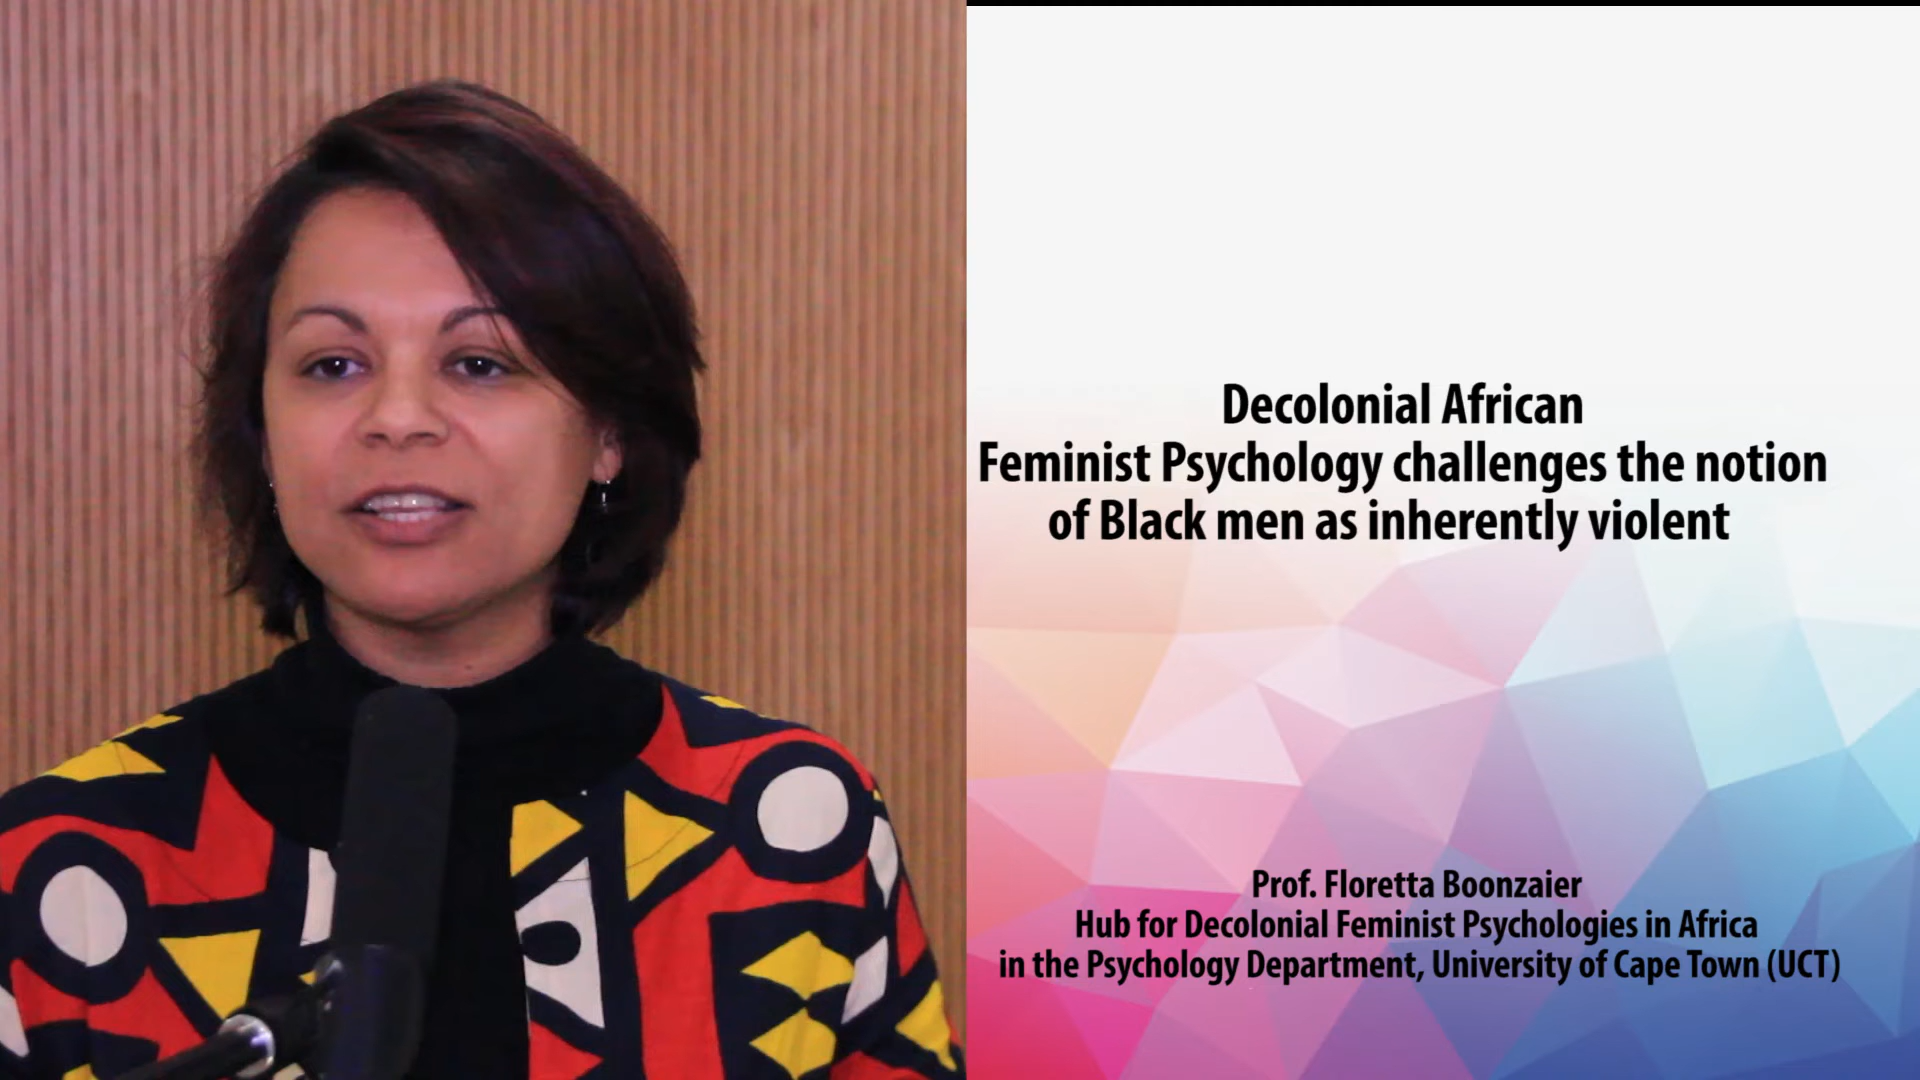 Decolonial African
Feminist Psychology challenges the notion
of Black men as inherently violent
Prof. Floretta Boonzaier
Hub for Decolonial Feminist Psychologies in Africa
in the Psychology Department, University of Cape Town (UCT)